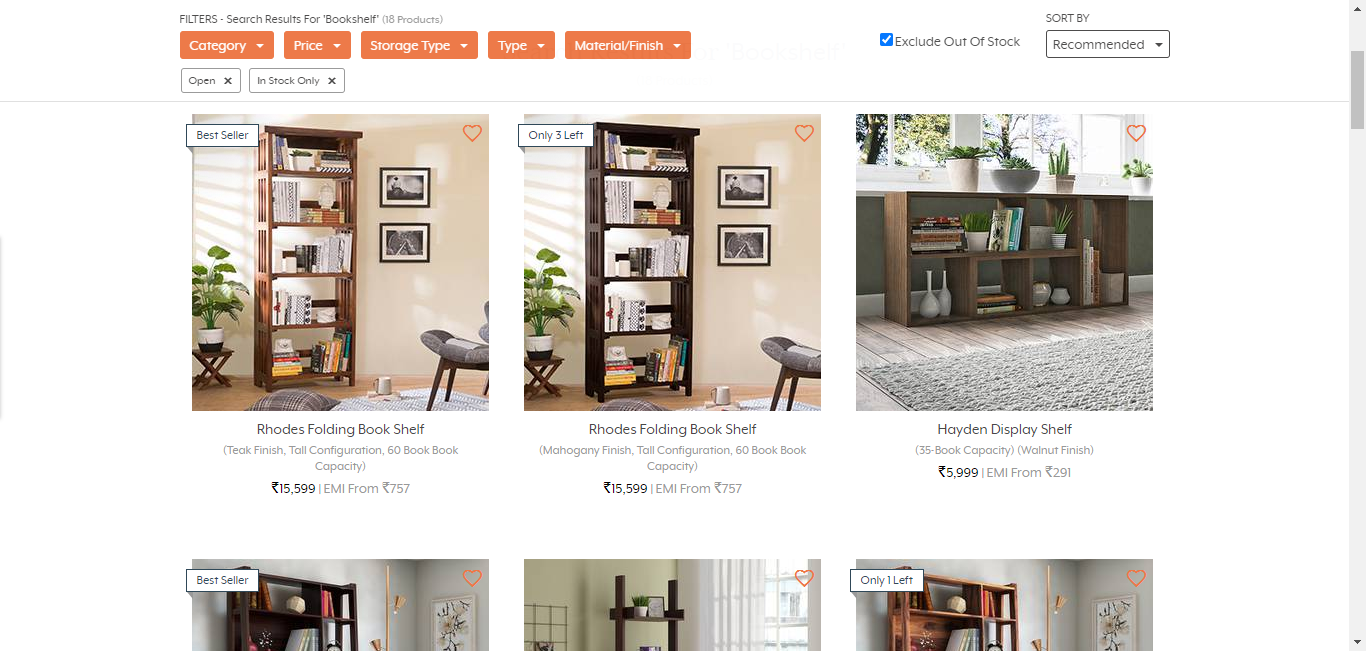 FILTERS - Search Results For 'Bookshelf' (18 Products)
SORT BY
Category
Price
Storage Type
Type
Material/Finish
Exclude Out Of Stock
Recommended
Open ×
In Stock Only ×
Best Seller
Only 3 Left
Rhodes Folding Book Shelf
(Teak Finish, Tall Configuration, 60 Book Book
Capacity)
₹15,599 | EMI From ₹757
Rhodes Folding Book Shelf
(Mahogany Finish, Tall Configuration, 60 Book Book
Capacity)
₹15,599 | EMI From ₹757
Hayden Display Shelf
(35-Book Capacity) (Walnut Finish)
₹5,999 | EMI From ₹291
Best Seller
Only 1 Left